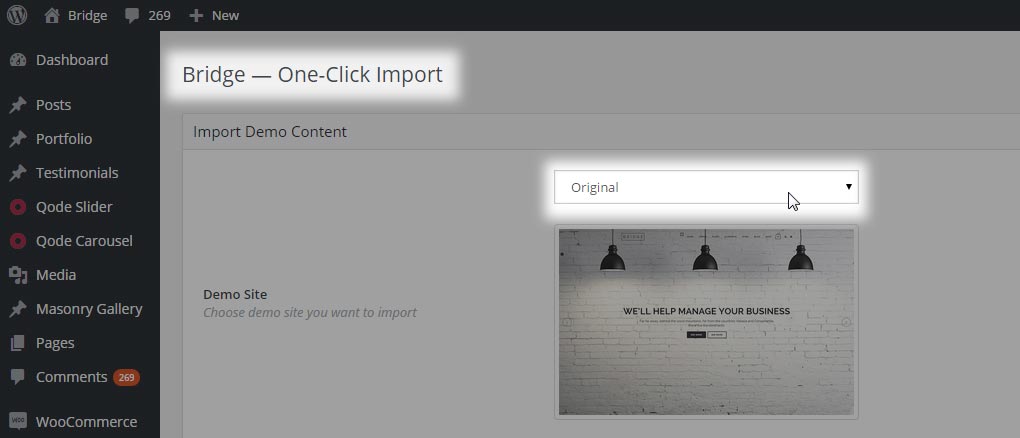 Bridge 269 New
Dashboard
Posts
Portfolio
Testimonials
Qode Slider
Qode Carousel
Media
Masonry Gallery
Pages
Comments 269
WooCommerce
Bridge — One-Click Import
Import Demo Content
Original
Demo Site
Choose demo site you want to import
BRIDGE
WE'LL HELP MANAGE YOUR BUSINESS